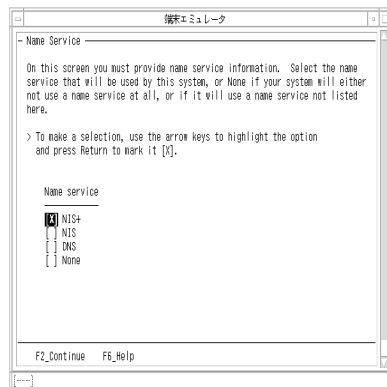 端末エミュレータ
Name Service
On this screen you must provide name service information.  Select the name
service that will be used by this system, or None if your system will either
not use a name service at all, or if it will use a name service not listed
here.
> To make a selection, use the arrow keys to highlight the option
and press Return to mark it [X].
Name service
[X] NIS+
[ ] NIS
[ ] DNS
[ ] None
F2_Continue    F6_Help
[---]